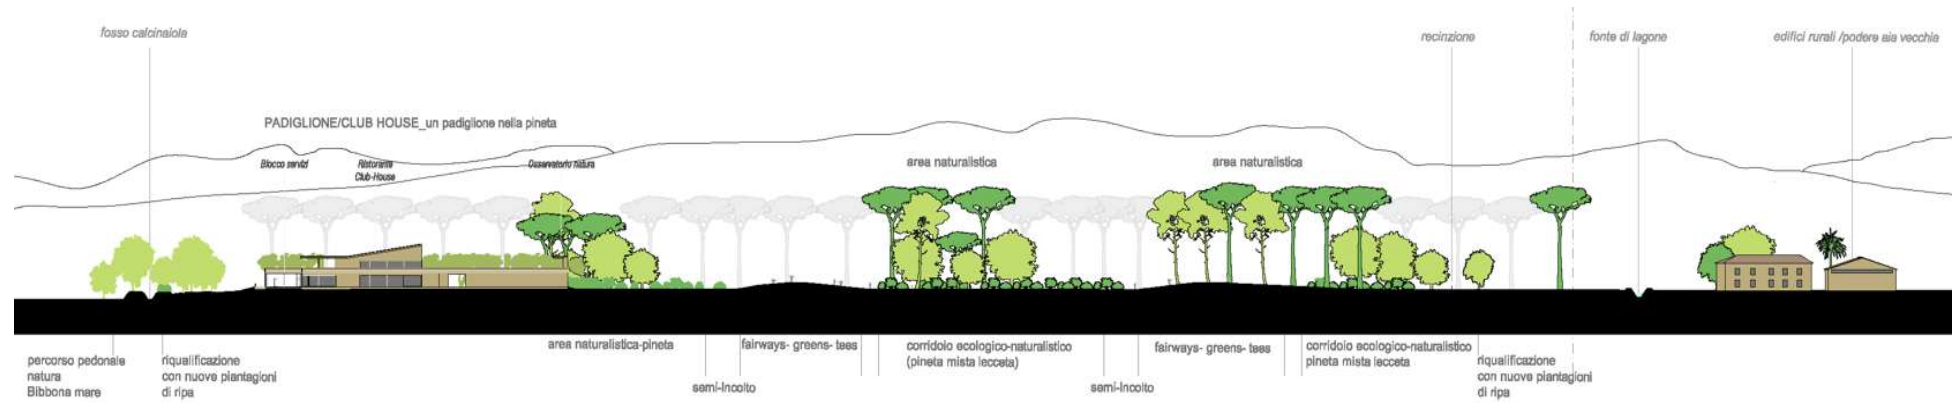 fosso calcinaiola
recinzione
fonte di lagone
edifici rurali /podere aia vecchia
PADIGLIONE/CLUB HOUSE_un padiglione nella pineta
Blocco servizi
Ristorante
Club-House
Osservatorio natura
area naturalistica
area naturalistica
percorso pedonale
natura
Bibbona mare
riqualificazione
con nuove piantagioni
di ripa
area naturalistica-pineta
semi-incolto
fairways- greens- tees
corridoio ecologico-naturalistico
(pineta mista lecceta)
semi-incolto
fairways- greens- tees
corridoio ecologico-naturalistico
pineta mista lecceta
riqualificazione
con nuove piantagioni
di ripa